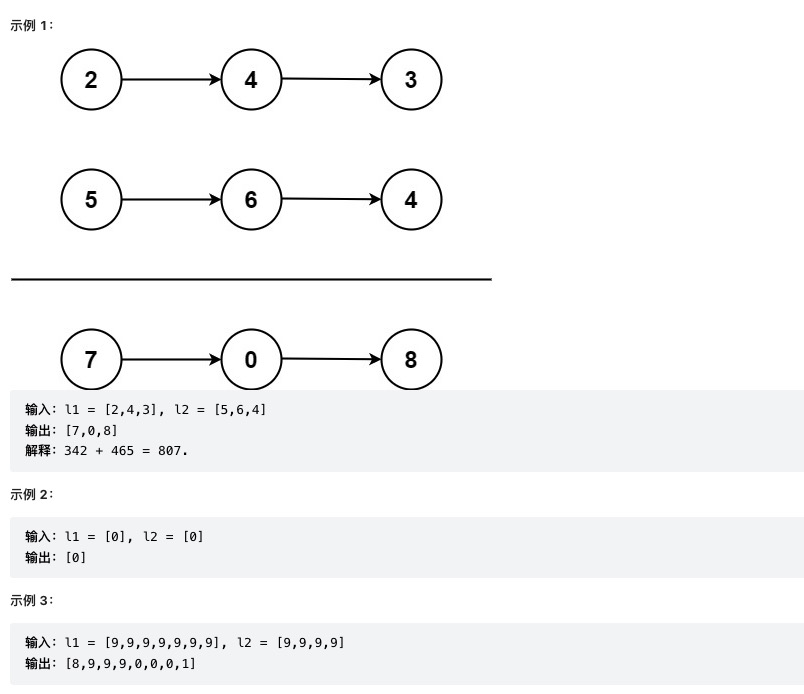 示例 1：
2 4 3
5 6 4
7 0 8
输入：l1 = [2,4,3], l2 = [5,6,4]
输出：[7,0,8]
解释：342 + 465 = 807.
示例 2：
输入：l1 = [0], l2 = [0]
输出：[0]
示例 3：
输入：l1 = [9,9,9,9,9,9,9], l2 = [9,9,9,9]
输出：[8,9,9,9,0,0,0,1]